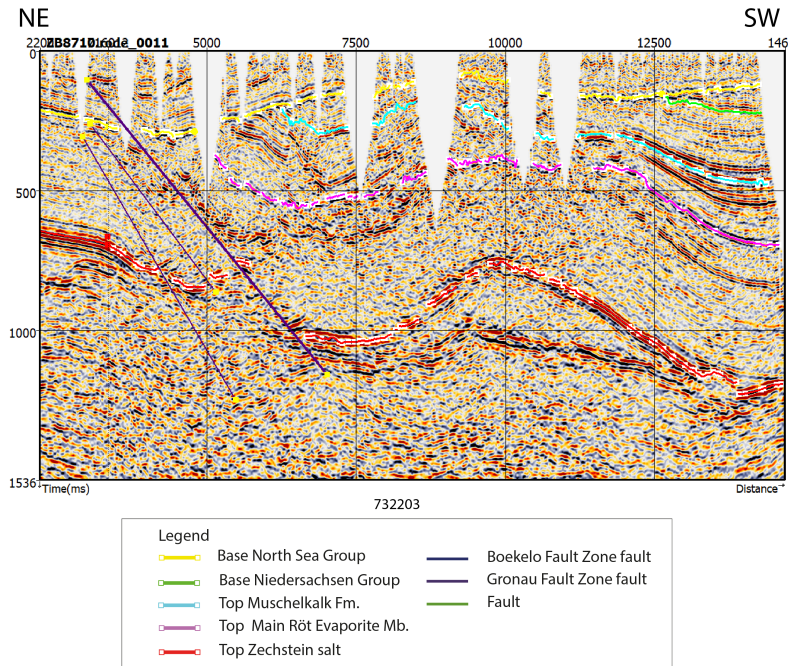 NE SW
5000 7500 10000 12500 146
0
500
1000
1536
Time(ms) Distance
732203
Legend
Base North Sea Group
Base Niedersachsen Group
Top Muschelkalk Fm.
Top Main Röt Evaporite Mb.
Top Zechstein salt
Boekelo Fault Zone fault
Gronau Fault Zone fault
Fault